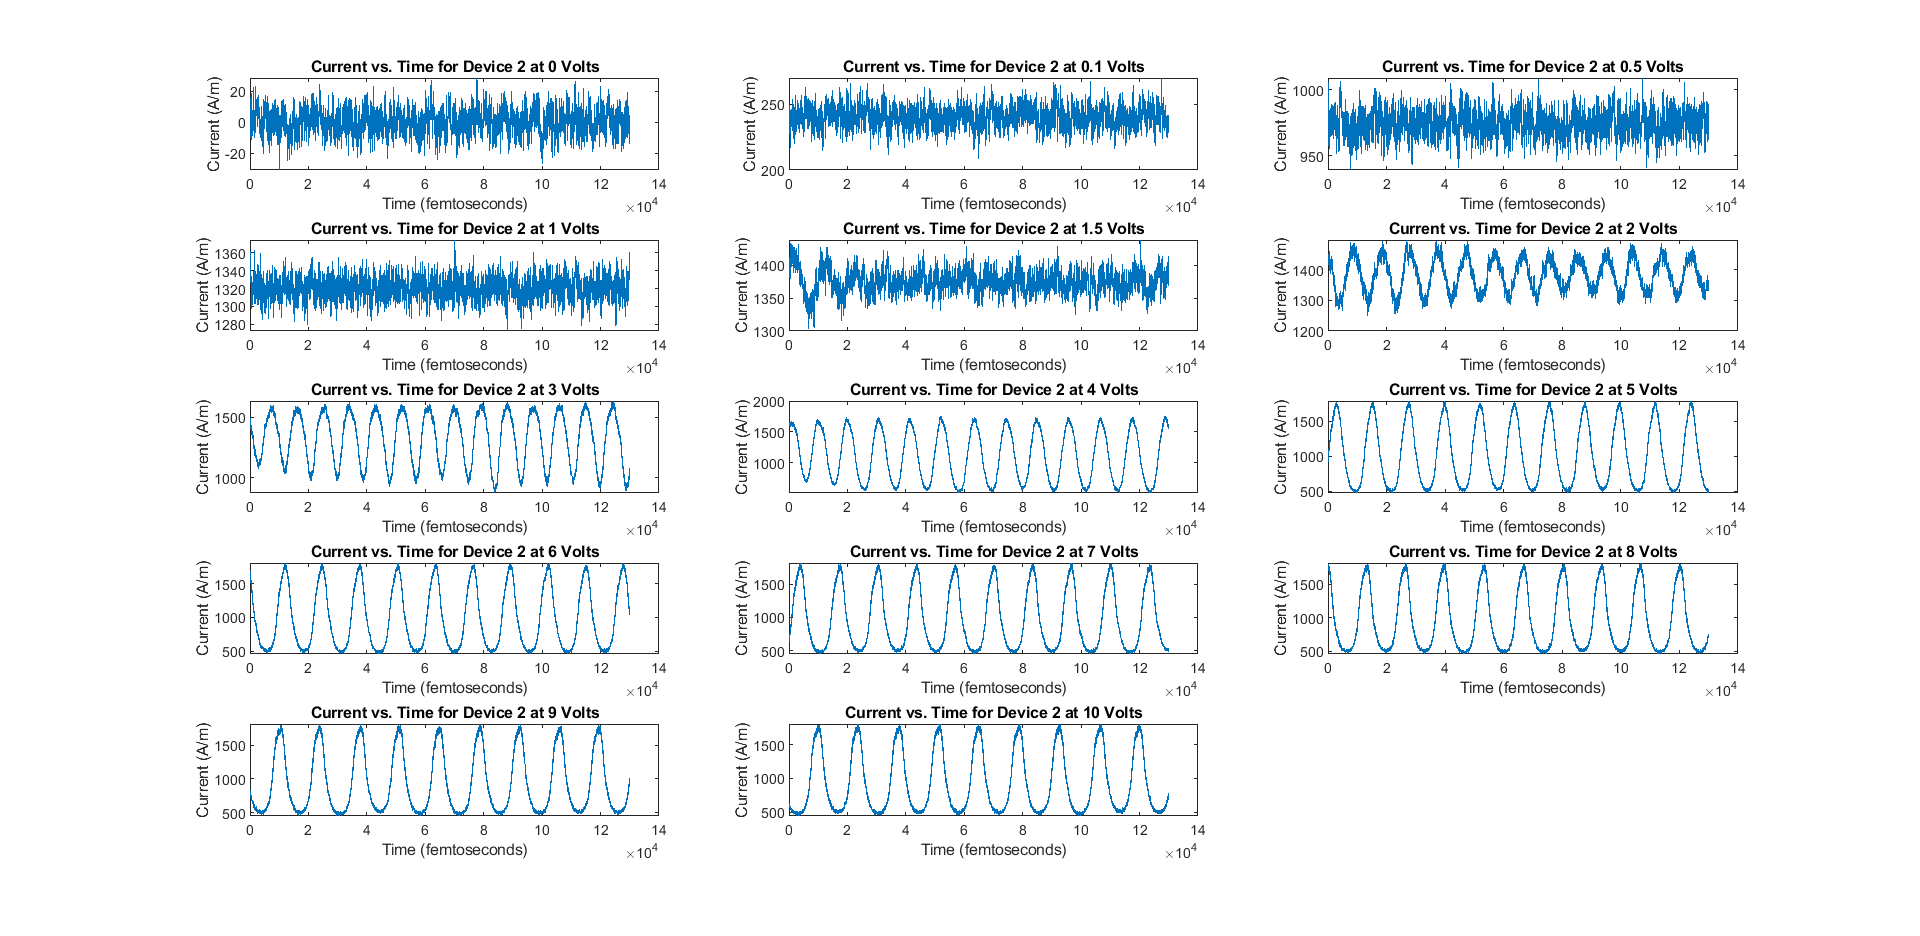 Current vs. Time for Device 2 at 0 Volts
Current (A/m)
20
0
-20
0 2 4 6 8 10 12 14
Time (femtoseconds)
×10^4
Current vs. Time for Device 2 at 0.1 Volts
Current (A/m)
250
200
0 2 4 6 8 10 12 14
Time (femtoseconds)
×10^4
Current vs. Time for Device 2 at 0.5 Volts
Current (A/m)
1000
950
0 2 4 6 8 10 12 14
Time (femtoseconds)
×10^4
Current vs. Time for Device 2 at 1 Volts
Current (A/m)
1360
1340
1320
1300
1280
0 2 4 6 8 10 12 14
Time (femtoseconds)
×10^4
Current vs. Time for Device 2 at 1.5 Volts
Current (A/m)
1400
1350
1300
0 2 4 6 8 10 12 14
Time (femtoseconds)
×10^4
Current vs. Time for Device 2 at 2 Volts
Current (A/m)
1400
1300
1200
0 2 4 6 8 10 12 14
Time (femtoseconds)
×10^4
Current vs. Time for Device 2 at 3 Volts
Current (A/m)
1500
1000
0 2 4 6 8 10 12 14
Time (femtoseconds)
×10^4
Current vs. Time for Device 2 at 4 Volts
Current (A/m)
2000
1500
1000
0 2 4 6 8 10 12 14
Time (femtoseconds)
×10^4
Current vs. Time for Device 2 at 5 Volts
Current (A/m)
1500
1000
500
0 2 4 6 8 10 12 14
Time (femtoseconds)
×10^4
Current vs. Time for Device 2 at 6 Volts
Current (A/m)
1500
1000
500
0 2 4 6 8 10 12 14
Time (femtoseconds)
×10^4
Current vs. Time for Device 2 at 7 Volts
Current (A/m)
1500
1000
500
0 2 4 6 8 10 12 14
Time (femtoseconds)
×10^4
Current vs. Time for Device 2 at 8 Volts
Current (A/m)
1500
1000
500
0 2 4 6 8 10 12 14
Time (femtoseconds)
×10^4
Current vs. Time for Device 2 at 9 Volts
Current (A/m)
1500
1000
500
0 2 4 6 8 10 12 14
Time (femtoseconds)
×10^4
Current vs. Time for Device 2 at 10 Volts
Current (A/m)
1500
1000
500
0 2 4 6 8 10 12 14
Time (femtoseconds)
×10^4